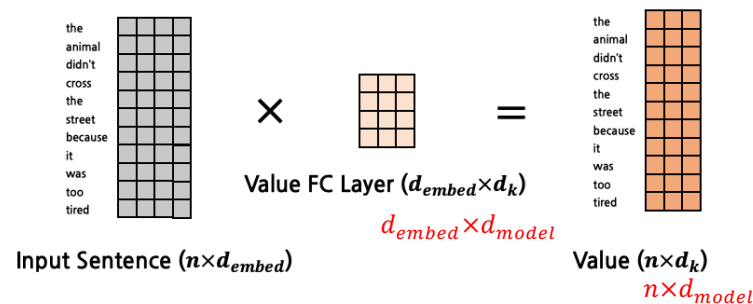 the
animal
didn't
cross
the
street
because
it
was
too
tired
Input Sentence (n×d_embed)
×
Value FC Layer (d_embed×d_k)
d_embed×d_model
=
the
animal
didn't
cross
the
street
because
it
was
too
tired
Value (n×d_k)
n×d_model